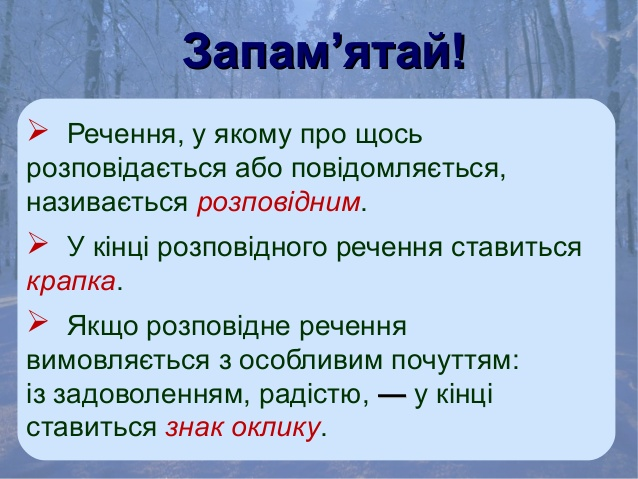 Запам’ятай!
➢ Речення, у якому про щось
розповідається або повідомляється,
називається розповідним.
➢ У кінці розповідного речення ставиться
крапка.
➢ Якщо розповідне речення
вимовляється з особливим почуттям:
із задоволенням, радістю, — у кінці
ставиться знак оклику.